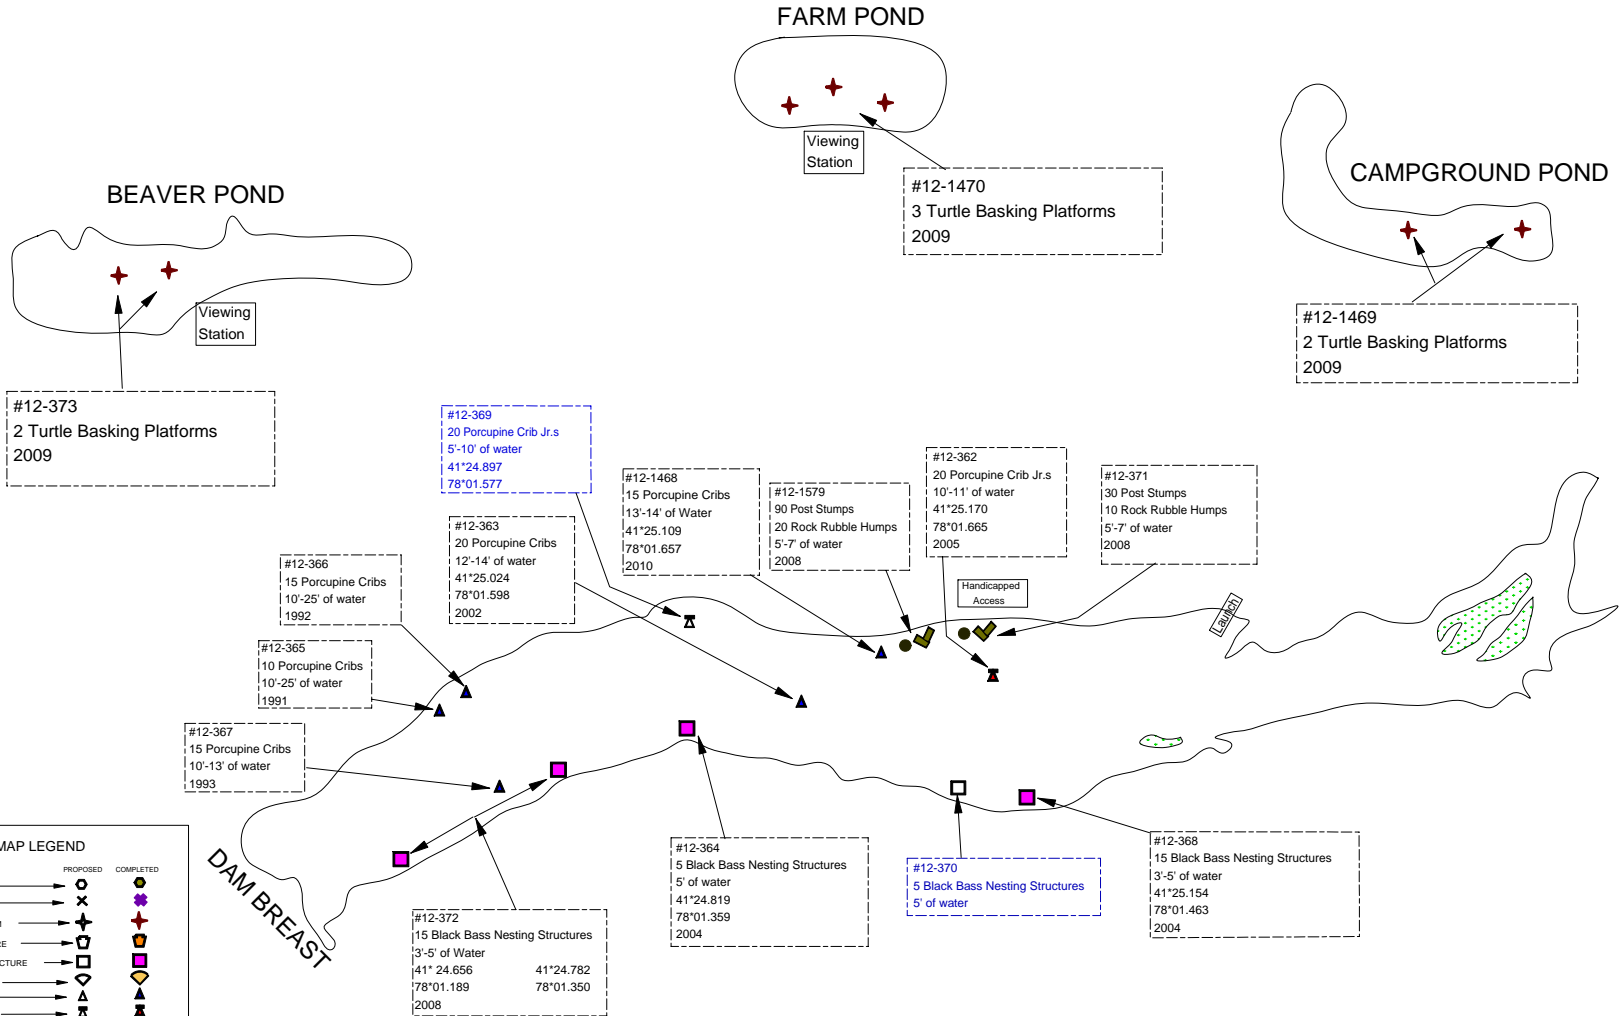 FARM POND
Viewing
Station
#12-1470
3 Turtle Basking Platforms
2009
CAMPGROUND POND
#12-1469
2 Turtle Basking Platforms
2009
BEAVER POND
Viewing
Station
#12-373
2 Turtle Basking Platforms
2009
#12-369
20 Porcupine Crib Jr.s
5'-10' of water
41*24.897
78*01.577
#12-363
20 Porcupine Cribs
12'-14' of water
41*25.024
78*01.598
2002
#12-1468
15 Porcupine Cribs
13'-14' of Water
41*25.109
78*01.657
2010
#12-1579
90 Post Stumps
20 Rock Rubble Humps
5'-7' of water
2008
#12-362
20 Porcupine Crib Jr.s
10'-11' of water
41*25.170
78*01.665
2005
#12-371
30 Post Stumps
10 Rock Rubble Humps
5'-7' of water
2008
Handicapped
Access
Launch
#12-366
15 Porcupine Cribs
10'-25' of water
1992
#12-365
10 Porcupine Cribs
10'-25' of water
1991
#12-367
15 Porcupine Cribs
10'-13' of water
1993
DAM BREAST
#12-372
15 Black Bass Nesting Structures
3'-5' of Water
41* 24.656 41*24.782
78*01.189 78*01.350
2008
#12-364
5 Black Bass Nesting Structures
5' of water
41*24.819
78*01.359
2004
#12-370
5 Black Bass Nesting Structures
5' of water
#12-368
15 Black Bass Nesting Structures
3'-5' of water
41*25.154
78*01.463
2004
MAP LEGEND
PROPOSED COMPLETED